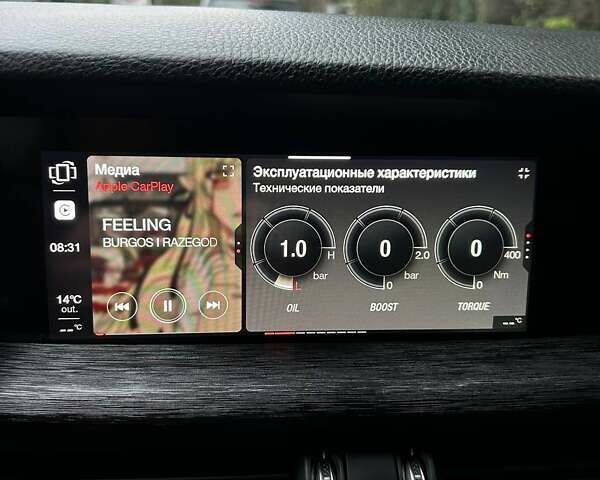 Медиа
Apple CarPlay
FEELING
BURGOS I RAZEGOD
08:31
14°C
out.
--°C
Эксплуатационные характеристики
Технические показатели
1.0
H
L
bar
OIL
0
2.0
0
bar
BOOST
0
400
0
Nm
TORQUE
--°C